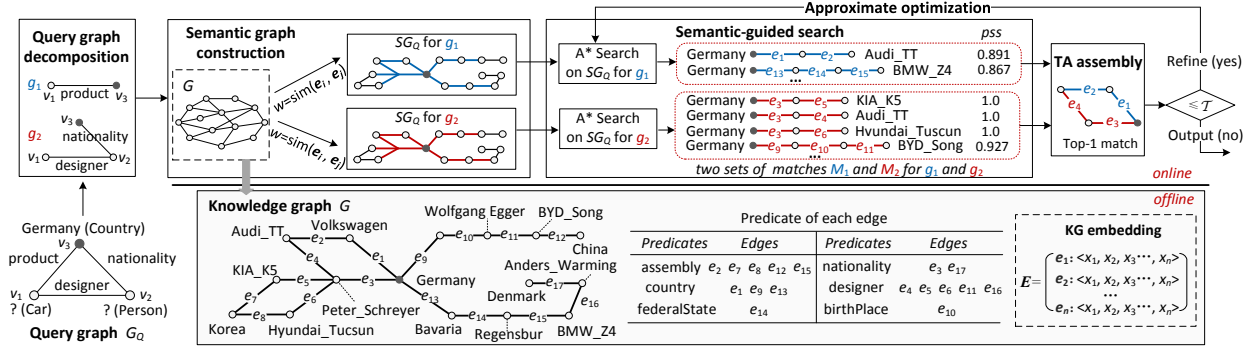 Query graph
decomposition
g1
v1 product v3
v3
g2 nationality
v1 designer v2
Germany (Country)
v3
product nationality
designer
v1 v2
? (Car) ? (Person)
Query graph GQ
Semantic graph
construction
G
w=sim(ei, ej)
w=sim(ei, ej)
SGQ for g1
SGQ for g2
Approximate optimization
A* Search
on SGQ for g1
A* Search
on SGQ for g2
Semantic-guided search pss
Germany e1 e2 Audi_TT 0.891
Germany e13 e14 e15 BMW_Z4 0.867
...
Germany e3 e5 KIA_K5 1.0
Germany e3 e4 Audi_TT 1.0
Germany e3 e6 Hvundai_Tuscun 1.0
Germany e9 e10 e11 BYD_Song 0.927
...
two sets of matches M1 and M2 for g1 and g2
TA assembly
e2
e4 e1
e3
Top-1 match
Refine (yes)
≤ T
Output (no)
online
offline
Knowledge graph G
Audi_TT Volkswagen
Wolfgang Egger BYD_Song
e2
e10 e11 e12
China
e4 e1 e9
KIA_K5 e5 e3 Germany
Anders_Warming
e17
Denmark
e7 e6 e13 e16
e8 Peter_Schreyer
e14 e15
Korea Hyundai_Tucsun Bavaria Regensbur BMW_Z4
Predicate of each edge
Predicates Edges Predicates Edges
assembly e2 e7 e8 e12 e15 nationality e3 e17
country e1 e9 e13 designer e4 e5 e6 e11 e16
federalState e14 birthPlace e10
KG embedding
e1: <x1, x2, x3···, xn>
E= e2: <x1, x2, x3···, xn>
...
en: <x1, x2, x3···, xn>